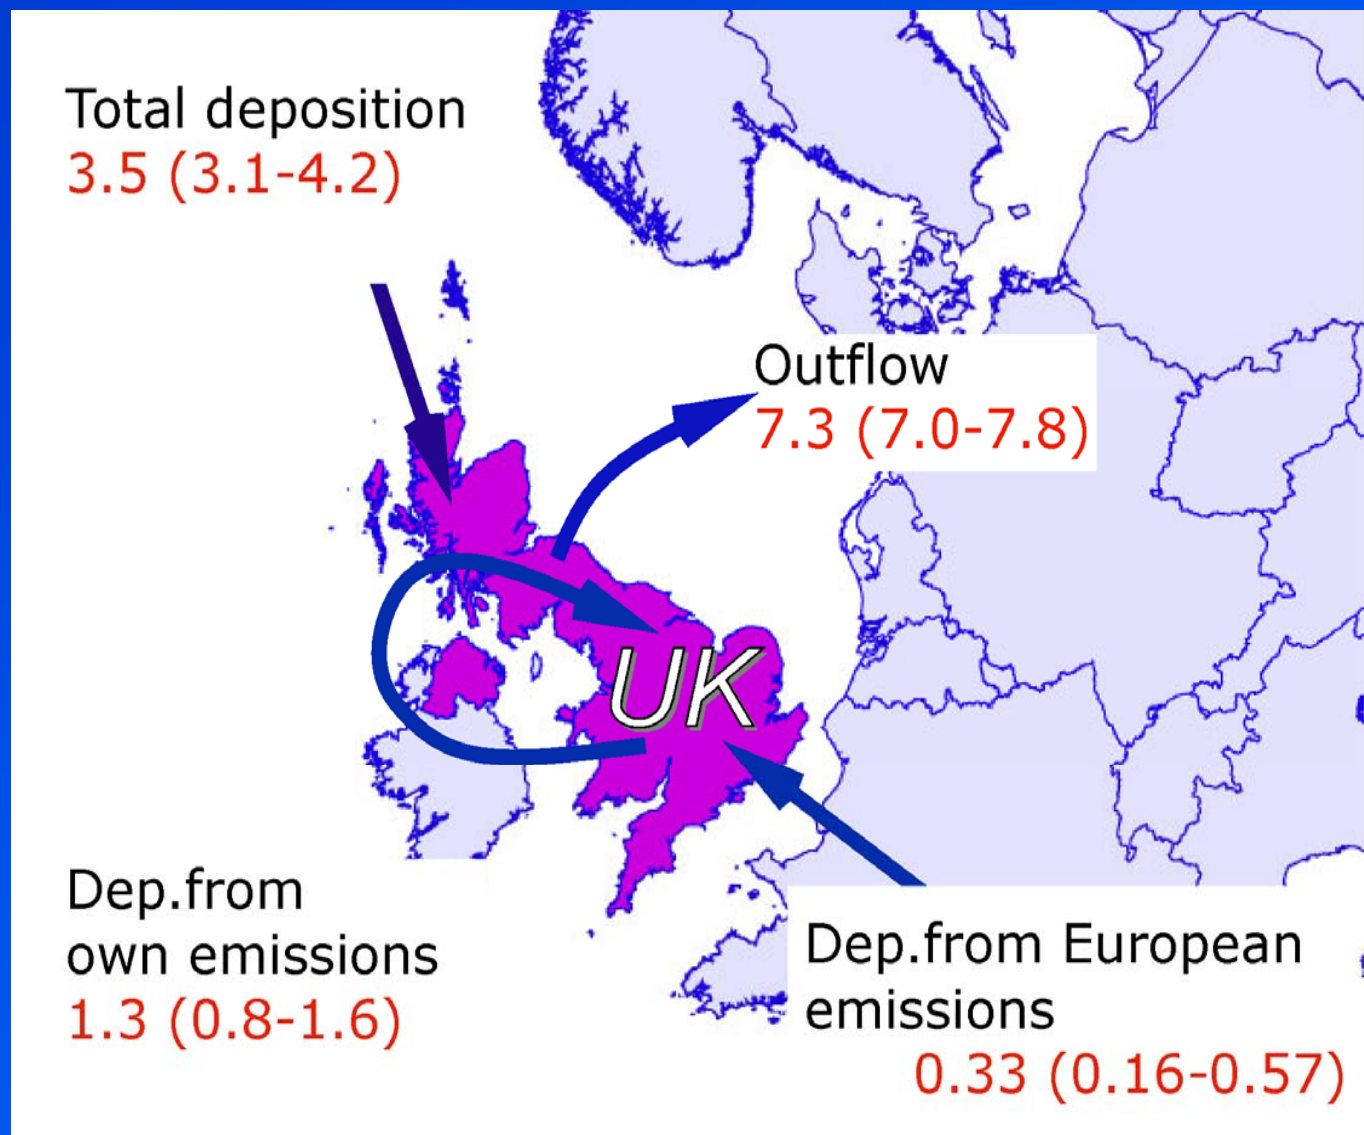 Total deposition
3.5 (3.1-4.2)
Outflow
7.3 (7.0-7.8)
UK
Dep.from
own emissions
1.3 (0.8-1.6)
Dep.from European
emissions
0.33 (0.16-0.57)